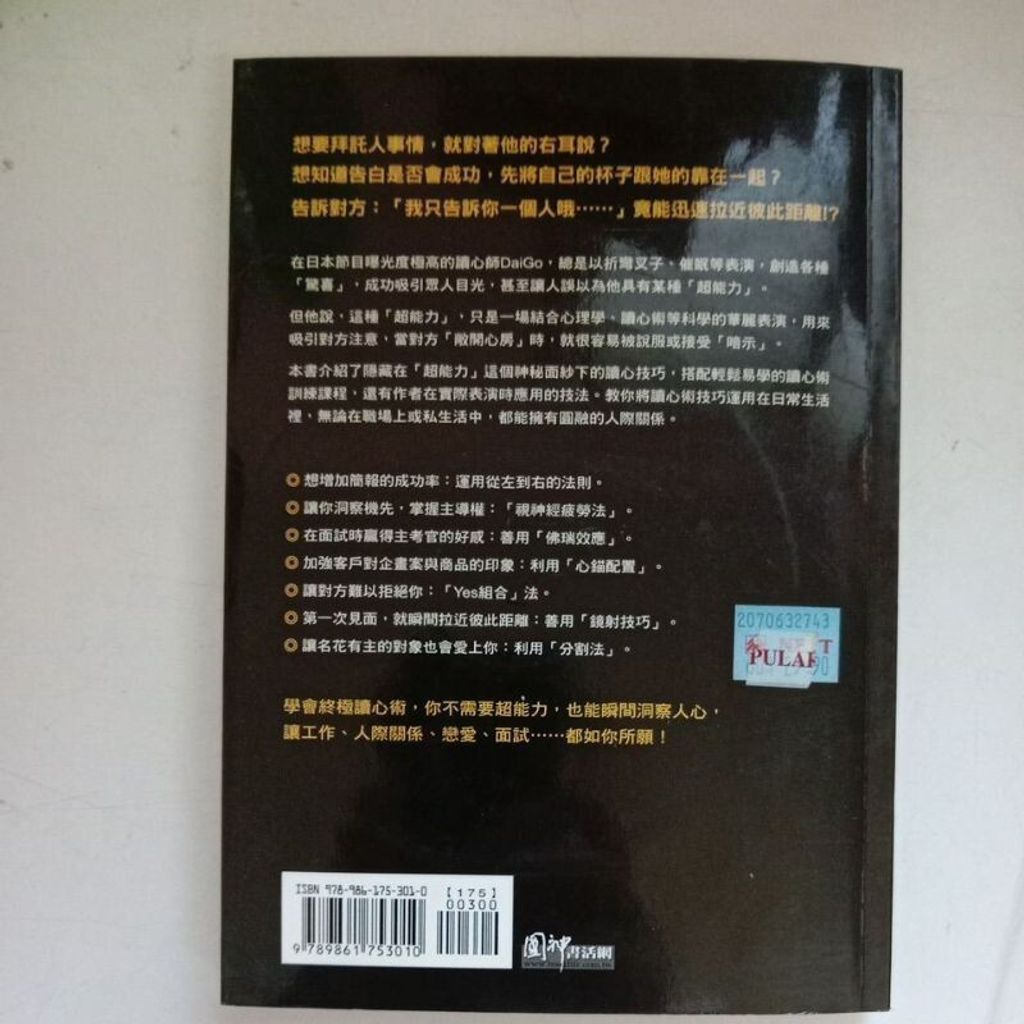 想要拜託人事情，就對著他的右耳說？
想知道告白是否會成功，先將自己的杯子跟她的靠在一起？
告訴對方：「我只告訴你一個人哦……」竟能迅速拉近彼此距離!?
在日本節目曝光度極高的讀心師DaiGo，總是以折彎叉子、催眠等表演，創造各種
「驚喜」，成功吸引眾人目光，甚至讓人誤以為他具有某種「超能力」。
但他說，這種「超能力」，只是一場結合心理學、讀心術等科學的華麗表演，用來
吸引對方注意，當對方「敞開心房」時，就很容易被說服或接受「暗示」。
本書介紹了隱藏在「超能力」這個神秘面紗下的讀心技巧，搭配輕鬆易學的讀心術
訓練課程，還有作者在實際表演時應用的技法。教你將讀心術技巧運用在日常生活
裡，無論在職場上或私生活中，都能擁有圓融的人際關係。
◎想增加簡報的成功率：運用從左到右的法則。
◎讓你洞察機先，掌握主導權：「視神經疲勞法」。
◎在面試時贏得主考官的好感：善用「佛瑞效應」。
◎加強客戶對企畫案與商品的印象：利用「心錨配置」。
◎讓對方難以拒絕你：「Yes組合」法。
◎第一次見面，就瞬間拉近彼此距離：善用「鏡射技巧」。
◎讓名花有主的對象也會愛上你：利用「分割法」。
2070632743
PULAI
學會終極讀心術，你不需要超能力，也能瞬間洞察人心，
讓工作、人際關係、戀愛、面試……都如你所願！
ISBN 978-986-175-301-0
【175】
00300
9 789861 753010
圓神書活網